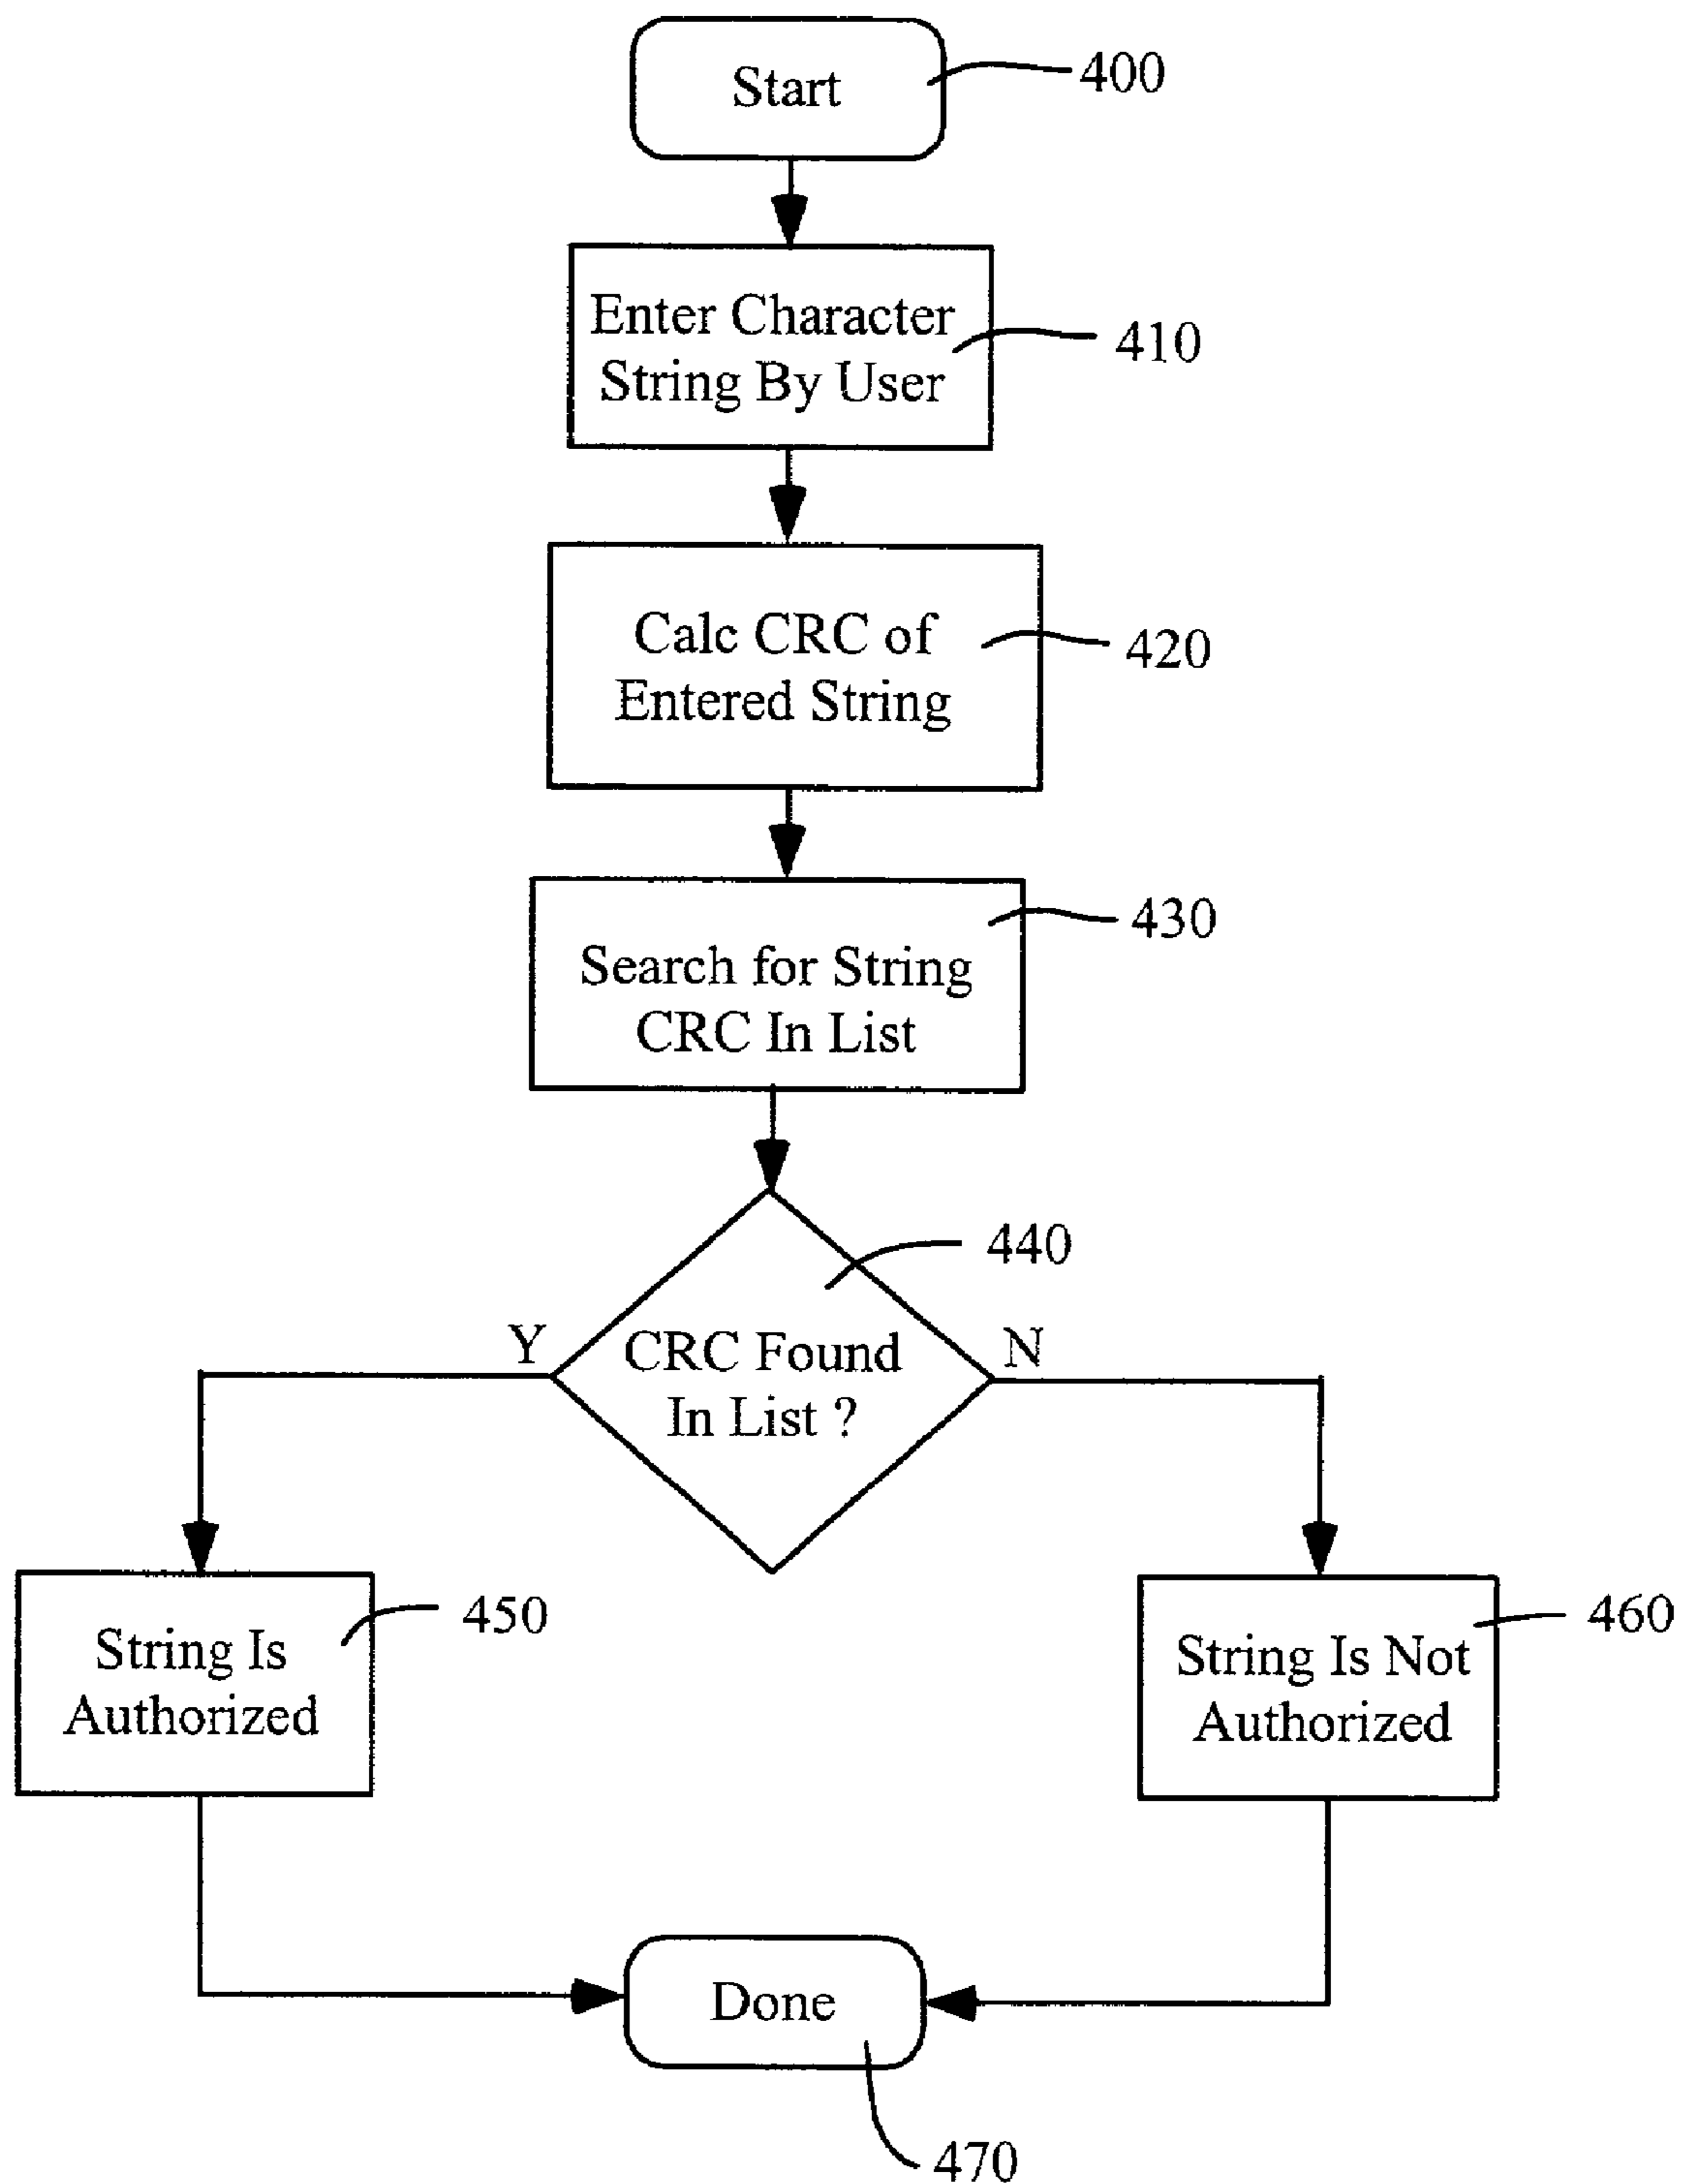 Start
400
Enter Character
String By User
410
Calc CRC of
Entered String
420
430
Search for String
CRC In List
440
Y
CRC Found
In List ?
N
String Is
Authorized
450
String Is Not
Authorized
460
Done
470